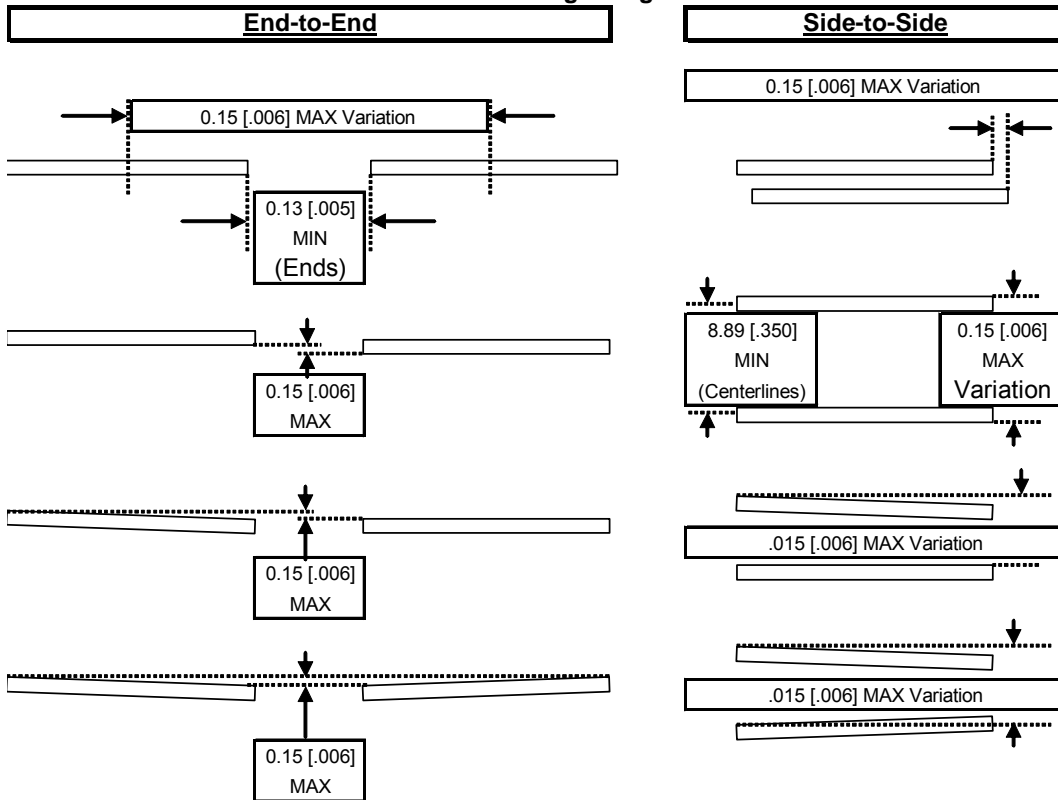 End-to-End
0.15 [.006] MAX Variation
0.13 [.005]
MIN
(Ends)
0.15 [.006]
MAX
0.15 [.006]
MAX
0.15 [.006]
MAX
Side-to-Side
0.15 [.006] MAX Variation
8.89 [.350]
MIN
(Centerlines)
0.15 [.006]
MAX
Variation
.015 [.006] MAX Variation
.015 [.006] MAX Variation